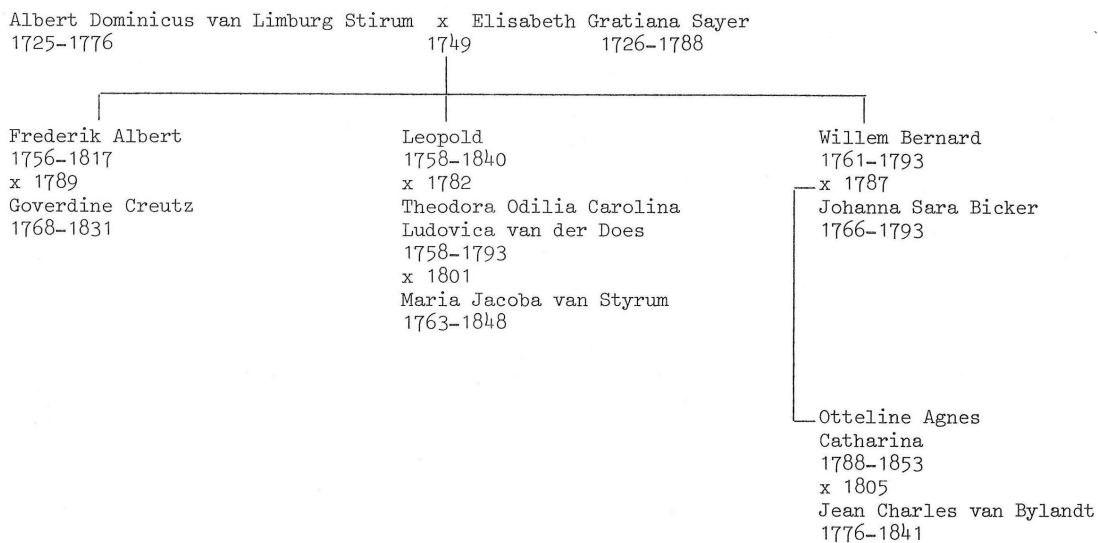 Albert Dominicus van Limburg Stirum x Elisabeth Gratiana Sayer
1725-1776 1749 1726-1788
Frederik Albert
1756-1817
x 1789
Goverdine Creutz
1768-1831
Leopold
1758-1840
x 1782
Theodora Odilia Carolina
Ludovica van der Does
1758-1793
x 1801
Maria Jacoba van Styrum
1763-1848
Willem Bernard
1761-1793
x 1787
Johanna Sara Bicker
1766-1793
Otteline Agnes
Catharina
1788-1853
x 1805
Jean Charles van Bylandt
1776-1841